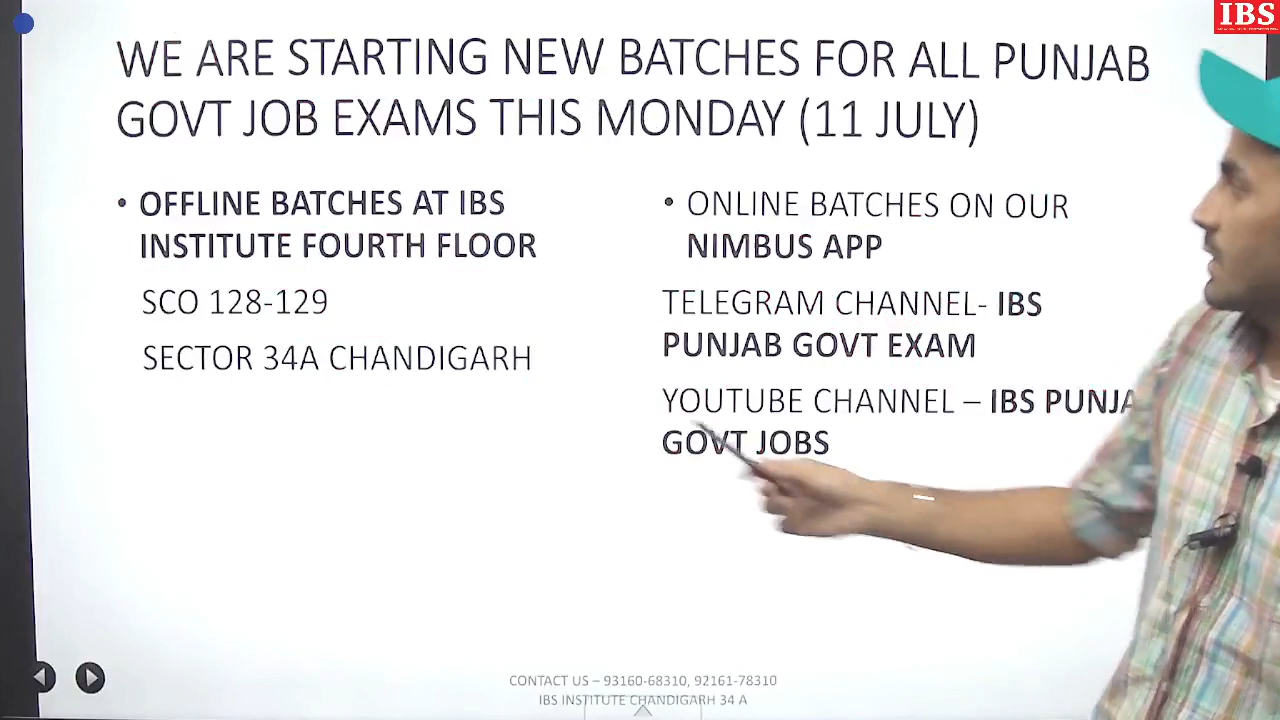 IBS
WE ARE STARTING NEW BATCHES FOR ALL PUNJAB
GOVT JOB EXAMS THIS MONDAY (11 JULY)
• OFFLINE BATCHES AT IBS
INSTITUTE FOURTH FLOOR
SCO 128-129
SECTOR 34A CHANDIGARH
• ONLINE BATCHES ON OUR
NIMBUS APP
TELEGRAM CHANNEL- IBS
PUNJAB GOVT EXAM
YOUTUBE CHANNEL – IBS PUNJA
GOVT JOBS
CONTACT US – 93160-68310, 92161-78310
IBS INSTITUTE CHANDIGARH 34 A